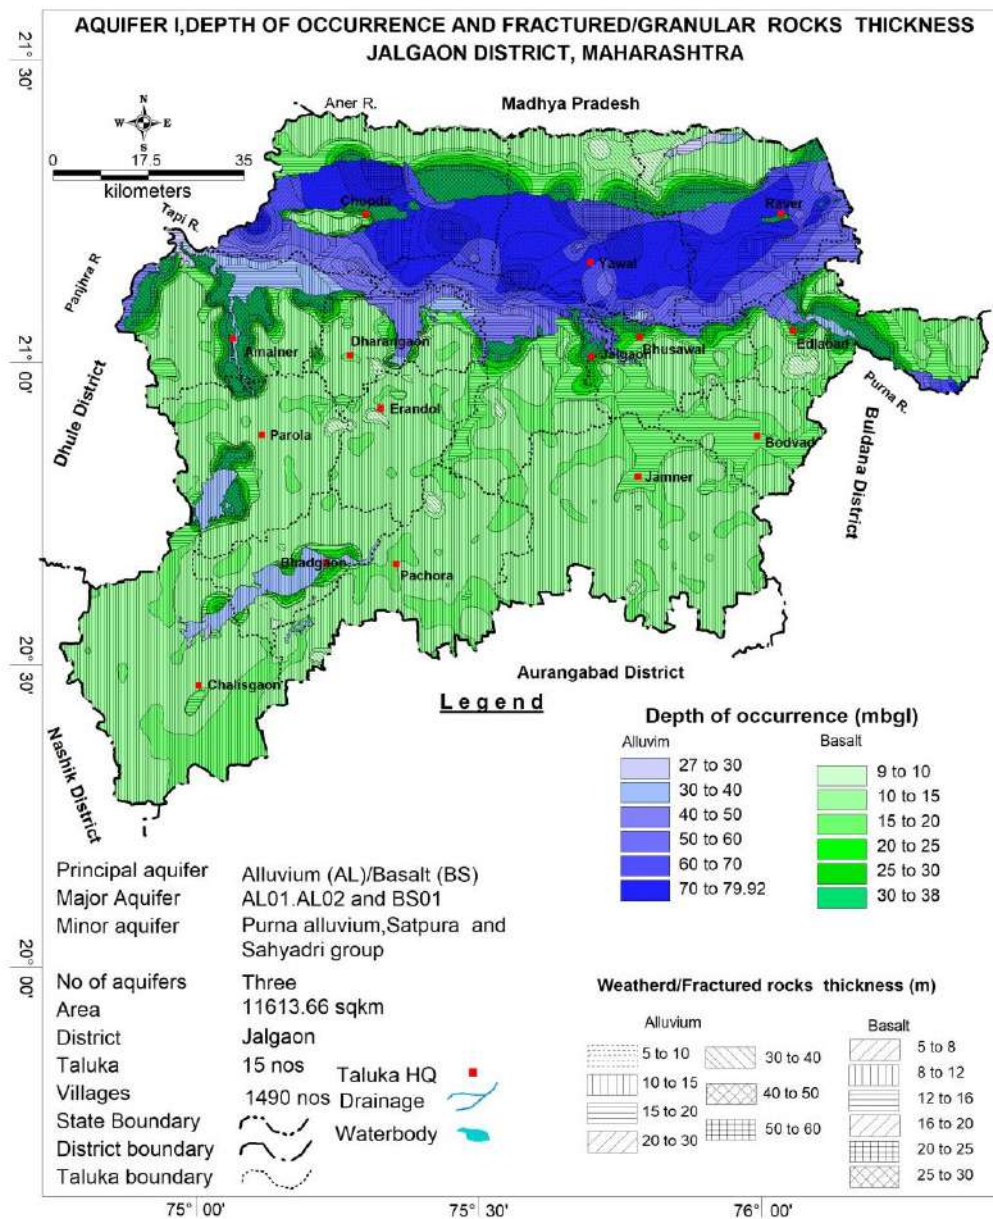 AQUIFER I,DEPTH OF OCCURRENCE AND FRACTURED/GRANULAR ROCKS THICKNESS
JALGAON DISTRICT, MAHARASHTRA
21° 30'
21° 00'
20° 30'
20° 00'
Aner R.
Madhya Pradesh
N
W E
S
0 17.5 35
kilometers
Tapi R.
Panjhra R
Chopda
Raver
Yawal
Amalner
Dharangaon
Jalgaon
Bhusawal
Edlabad
Purna R.
Erandol
Parola
Bodvad
Jamner
Dhule District
Buldana District
Bhadgaon
Pachora
Chalisgaon
Aurangabad District
Nashik District
Legend
Depth of occurrence (mbgl)
Alluvim
27 to 30
30 to 40
40 to 50
50 to 60
60 to 70
70 to 79.92
Basalt
9 to 10
10 to 15
15 to 20
20 to 25
25 to 30
30 to 38
Principal aquifer Alluvium (AL)/Basalt (BS)
Major Aquifer AL01.AL02 and BS01
Minor aquifer Purna alluvium,Satpura and
Sahyadri group
No of aquifers Three
Area 11613.66 sqkm
District Jalgaon
Taluka 15 nos
Villages 1490 nos
State Boundary
District boundary
Taluka boundary
Taluka HQ
Drainage
Waterbody
Weatherd/Fractured rocks thickness (m)
Alluvium
5 to 10
10 to 15
15 to 20
20 to 30
30 to 40
40 to 50
50 to 60
Basalt
5 to 8
8 to 12
12 to 16
16 to 20
20 to 25
25 to 30
75° 00' 75° 30' 76° 00'